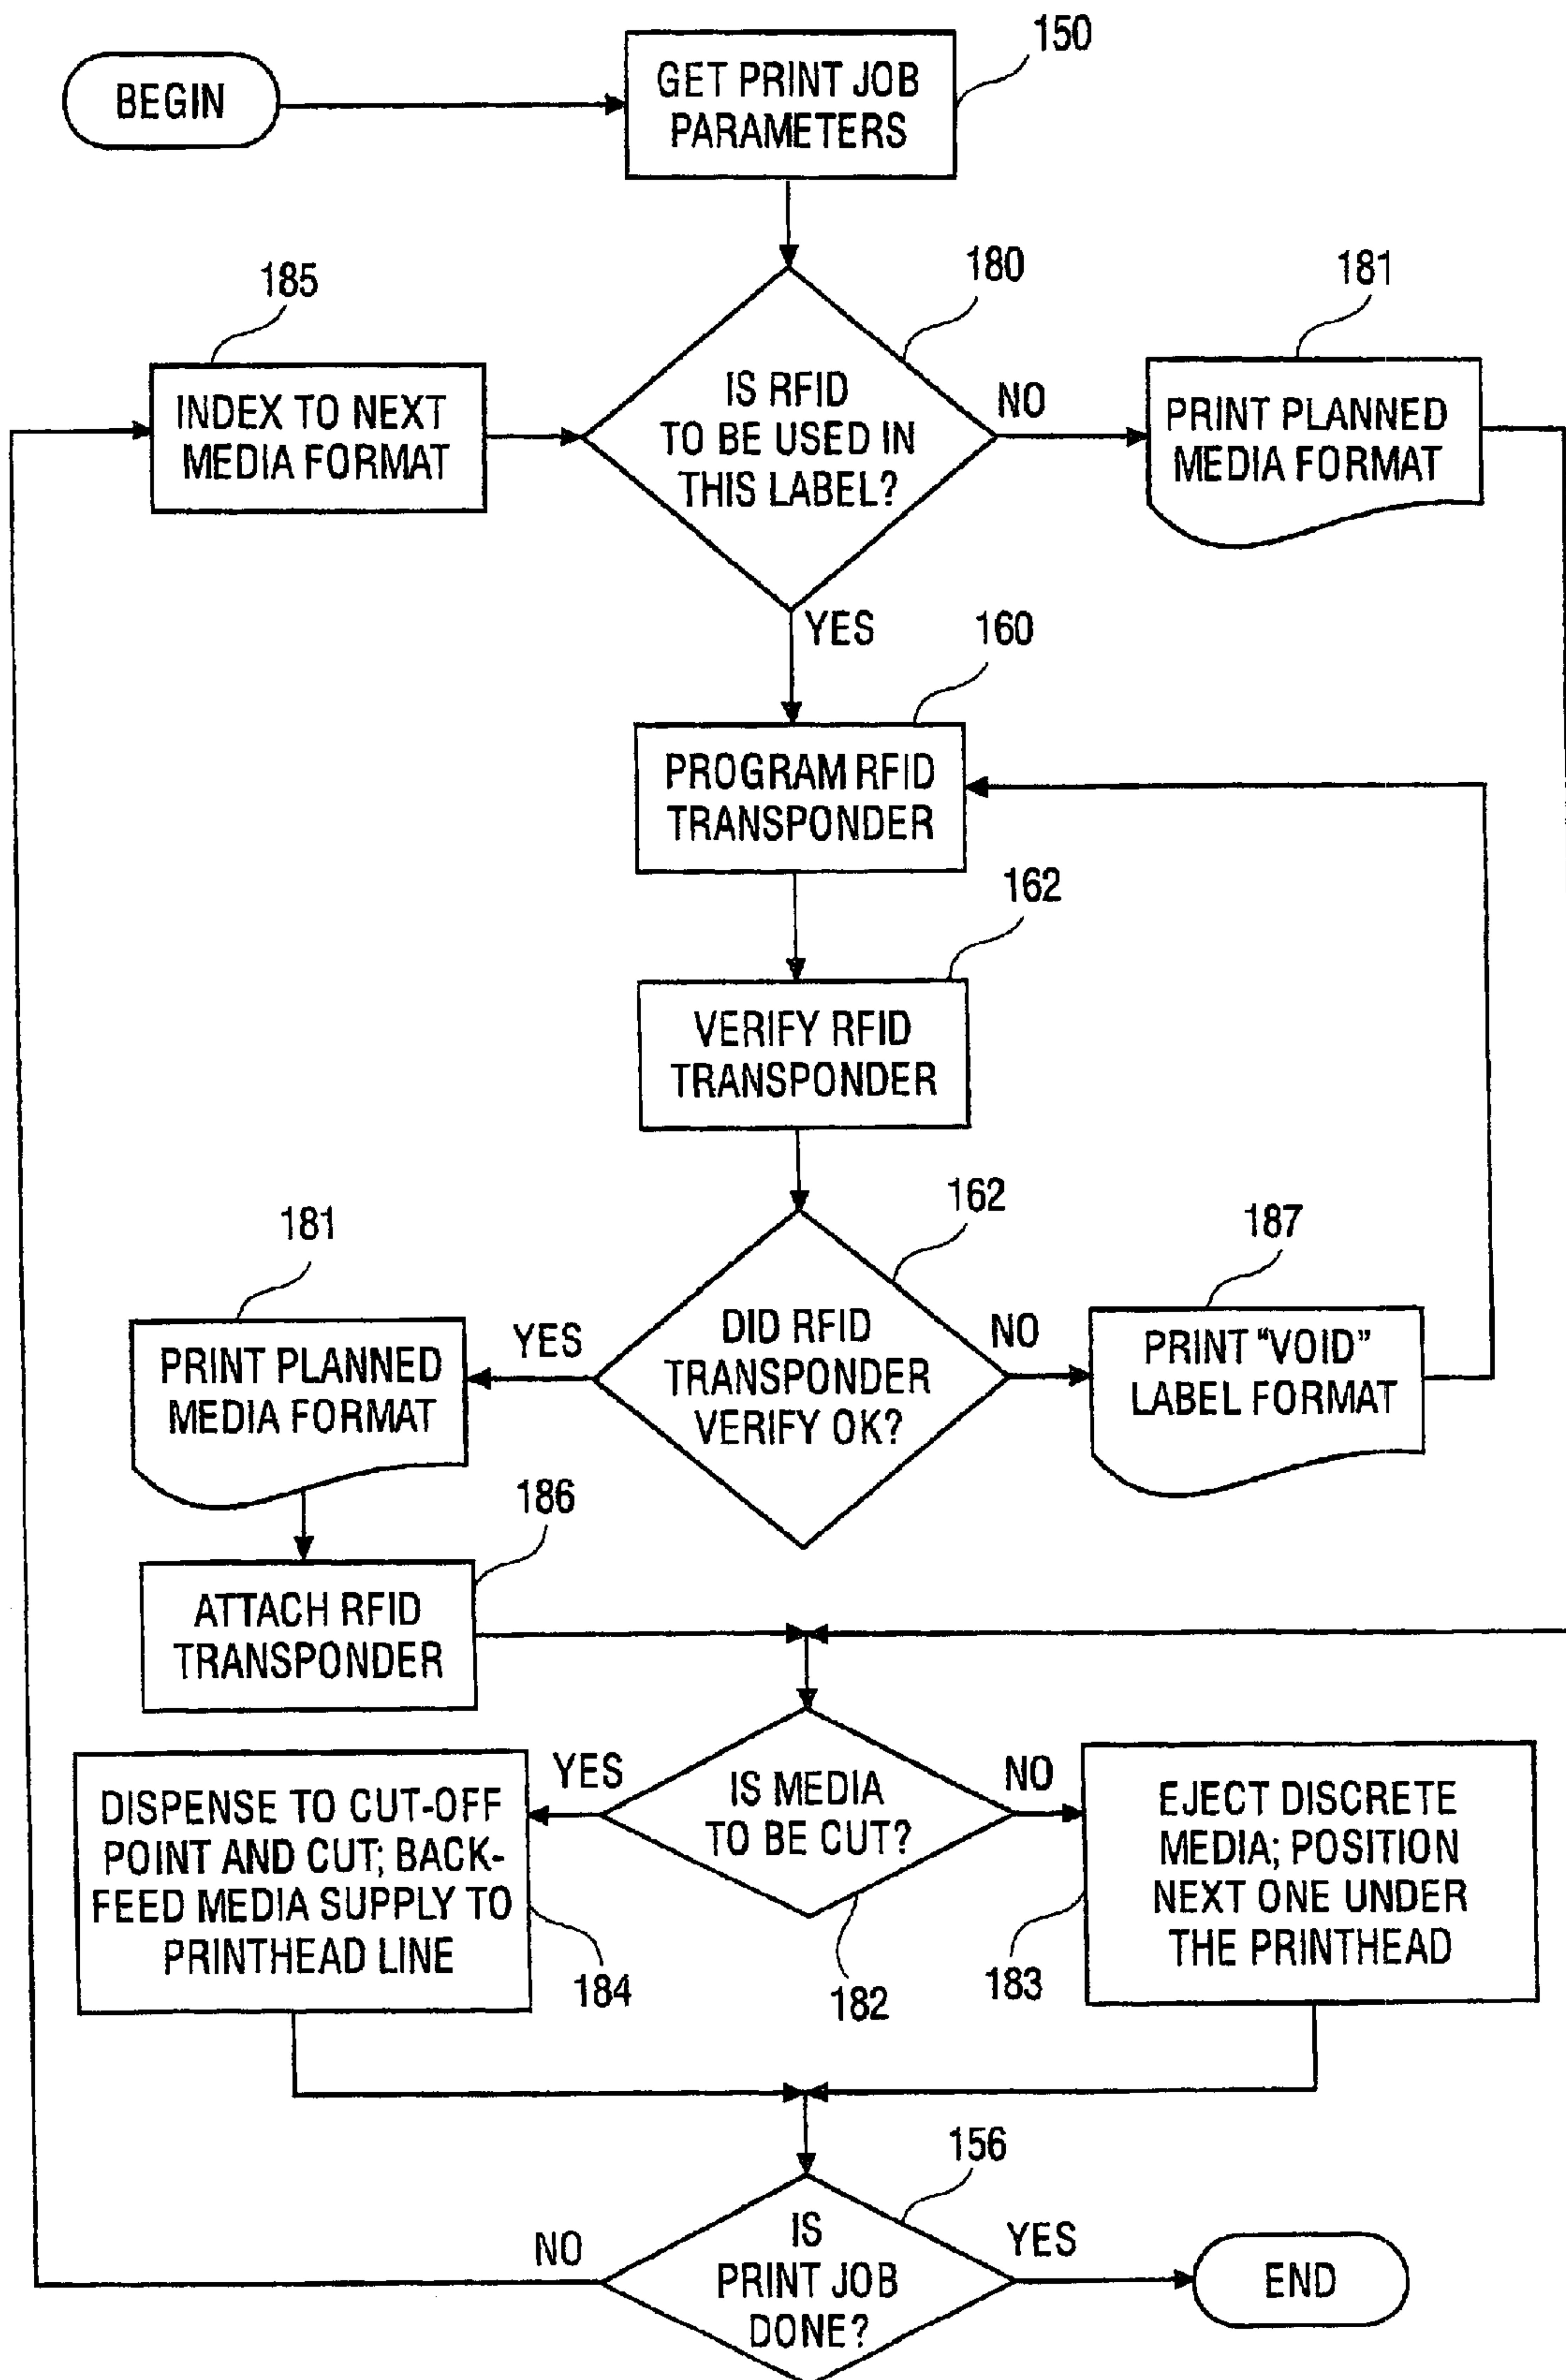 BEGIN
GET PRINT JOB
PARAMETERS
150
185
INDEX TO NEXT
MEDIA FORMAT
180
IS RFID
TO BE USED IN
THIS LABEL?
NO
181
PRINT PLANNED
MEDIA FORMAT
YES
160
PROGRAM RFID
TRANSPONDER
162
VERIFY RFID
TRANSPONDER
162
DID RFID
TRANSPONDER
VERIFY OK?
YES
181
PRINT PLANNED
MEDIA FORMAT
NO
187
PRINT "VOID"
LABEL FORMAT
186
ATTACH RFID
TRANSPONDER
IS MEDIA
TO BE CUT?
182
YES
DISPENSE TO CUT-OFF
POINT AND CUT; BACK-
FEED MEDIA SUPPLY TO
PRINTHEAD LINE
184
NO
EJECT DISCRETE
MEDIA; POSITION
NEXT ONE UNDER
THE PRINTHEAD
183
156
IS
PRINT JOB
DONE?
NO
YES
END